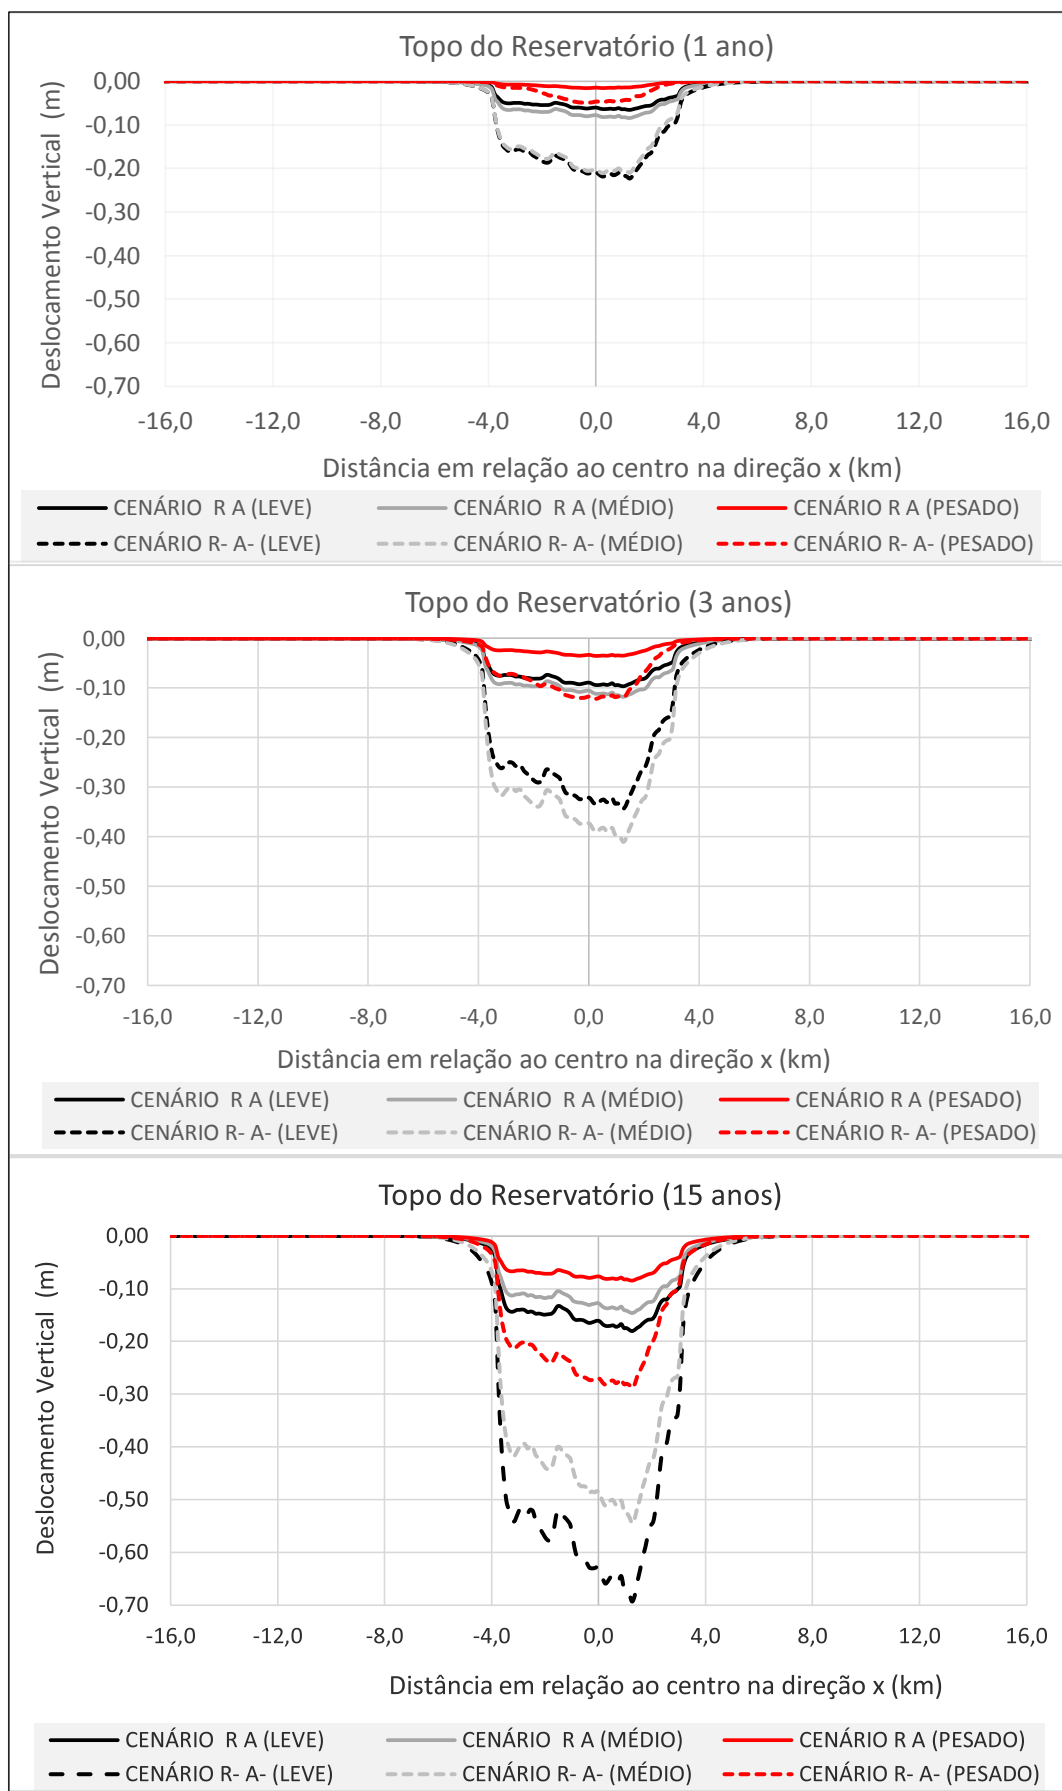 Topo do Reservatório (1 ano)
Deslocamento Vertical (m)
0,00
-0,10
-0,20
-0,30
-0,40
-0,50
-0,60
-0,70
-16,0 -12,0 -8,0 -4,0 0,0 4,0 8,0 12,0 16,0
Distância em relação ao centro na direção x (km)
CENÁRIO R A (LEVE) CENÁRIO R A (MÉDIO) CENÁRIO R A (PESADO)
CENÁRIO R- A- (LEVE) CENÁRIO R- A- (MÉDIO) CENÁRIO R- A- (PESADO)
Topo do Reservatório (3 anos)
Deslocamento Vertical (m)
0,00
-0,10
-0,20
-0,30
-0,40
-0,50
-0,60
-0,70
-16,0 -12,0 -8,0 -4,0 0,0 4,0 8,0 12,0 16,0
Distância em relação ao centro na direção x (km)
CENÁRIO R A (LEVE) CENÁRIO R A (MÉDIO) CENÁRIO R A (PESADO)
CENÁRIO R- A- (LEVE) CENÁRIO R- A- (MÉDIO) CENÁRIO R- A- (PESADO)
Topo do Reservatório (15 anos)
Deslocamento Vertical (m)
0,00
-0,10
-0,20
-0,30
-0,40
-0,50
-0,60
-0,70
-16,0 -12,0 -8,0 -4,0 0,0 4,0 8,0 12,0 16,0
Distância em relação ao centro na direção x (km)
CENÁRIO R A (LEVE) CENÁRIO R A (MÉDIO) CENÁRIO R A (PESADO)
CENÁRIO R- A- (LEVE) CENÁRIO R- A- (MÉDIO) CENÁRIO R- A- (PESADO)